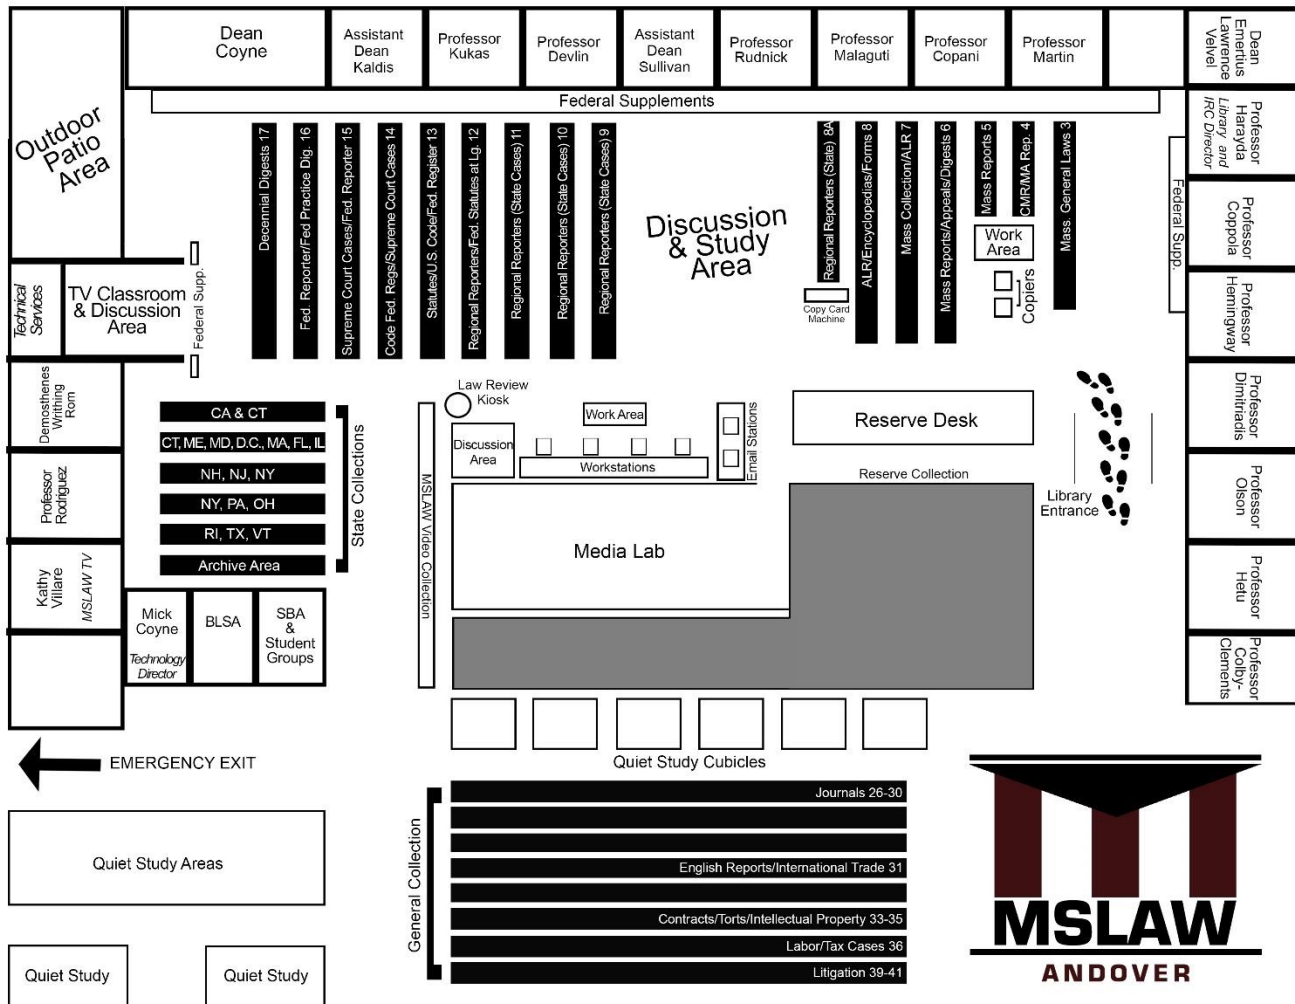 Dean
Coyne
Assistant
Dean
Kaldis
Professor
Kukas
Professor
Devlin
Assistant
Dean
Sullivan
Professor
Rudnick
Professor
Malaguti
Professor
Copani
Professor
Martin
Dean
Emertius
Lawrence
Velvel
Federal Supplements
Outdoor
Patio
Area
Decennial Digests 17
Fed. Reporter/Fed Practice Dig. 16
Supreme Court Cases/Fed. Reporter 15
Code Fed. Regs/Supreme Court Cases 14
Statutes/U.S. Code/Fed. Register 13
Regional Reporters/Fed. Statutes at Lg. 12
Regional Reporters (State Cases) 11
Regional Reporters (State Cases) 10
Regional Reporters (State Cases) 9
Discussion
& Study
Area
Regional Reporters (State) 8A
ALR/Encyclopedias/Forms 8
Mass Collection/ALR 7
Mass Reports/Appeals/Digests 6
Mass Reports 5
CMR/MA Rep. 4
Mass. General Laws 3
Work
Area
Copiers
Copy Card
Machine
Federal Supp.
Professor
Harayda
Library and
IRC Director
Professor
Coppola
Professor
Hemingway
Professor
Dimitriadis
Professor
Olson
Professor
Hetu
Professor
Colby-
Clements
Technical
Services
TV Classroom
& Discussion
Area
Federal Supp.
Demosthenes
Writhing
Rom
Professor
Rodriguez
Kathy
Villare
MSLAW TV
CA & CT
CT, ME, MD, D.C., MA, FL, IL
NH, NJ, NY
NY, PA, OH
RI, TX, VT
Archive Area
State Collections
Mick
Coyne
Technology
Director
BLSA
SBA
&
Student
Groups
MSLAW Video Collection
Law Review
Kiosk
Discussion
Area
Work Area
Workstations
Email Stations
Reserve Desk
Reserve Collection
Media Lab
Library
Entrance
Quiet Study Cubicles
EMERGENCY EXIT
Quiet Study Areas
Quiet Study
Quiet Study
General Collection
Journals 26-30
English Reports/International Trade 31
Contracts/Torts/Intellectual Property 33-35
Labor/Tax Cases 36
Litigation 39-41
MSLAW
ANDOVER